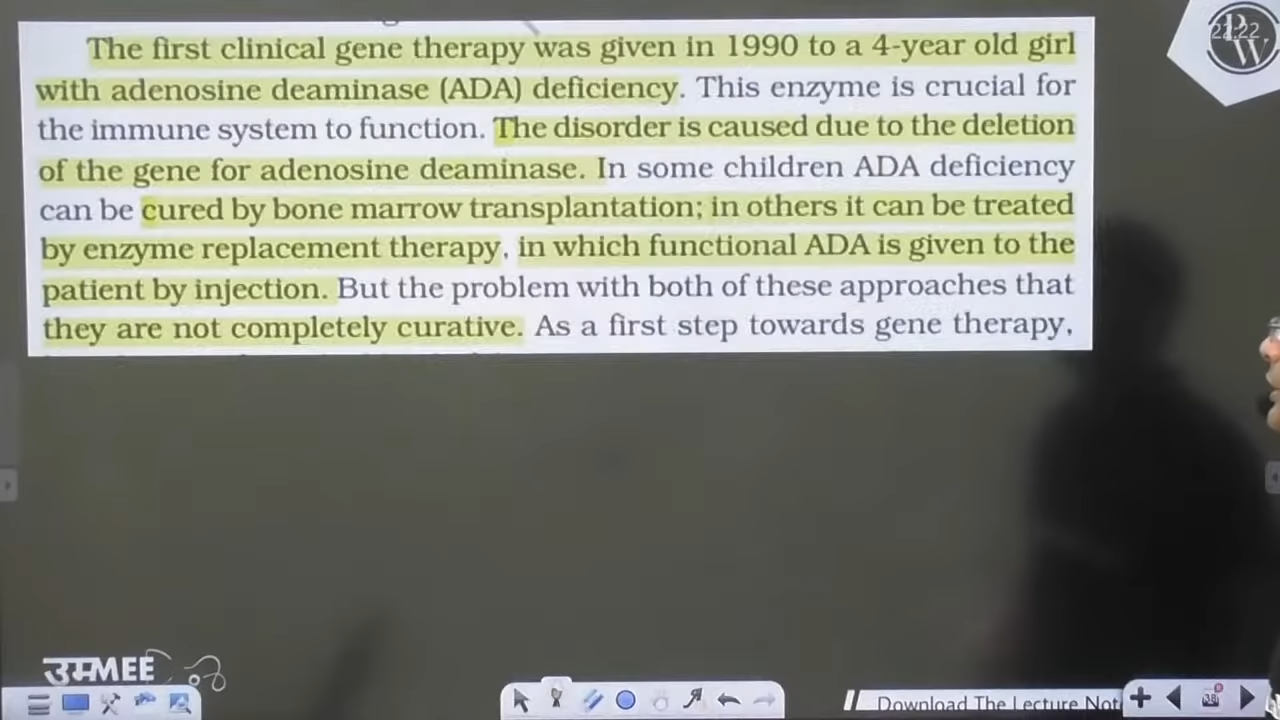 The first clinical gene therapy was given in 1990 to a 4-year old girl
with adenosine deaminase (ADA) deficiency. This enzyme is crucial for
the immune system to function. The disorder is caused due to the deletion
of the gene for adenosine deaminase. In some children ADA deficiency
can be cured by bone marrow transplantation; in others it can be treated
by enzyme replacement therapy, in which functional ADA is given to the
patient by injection. But the problem with both of these approaches that
they are not completely curative. As a first step towards gene therapy,
22:22
PW
उम्मMEE
Download The Lecture Not
38